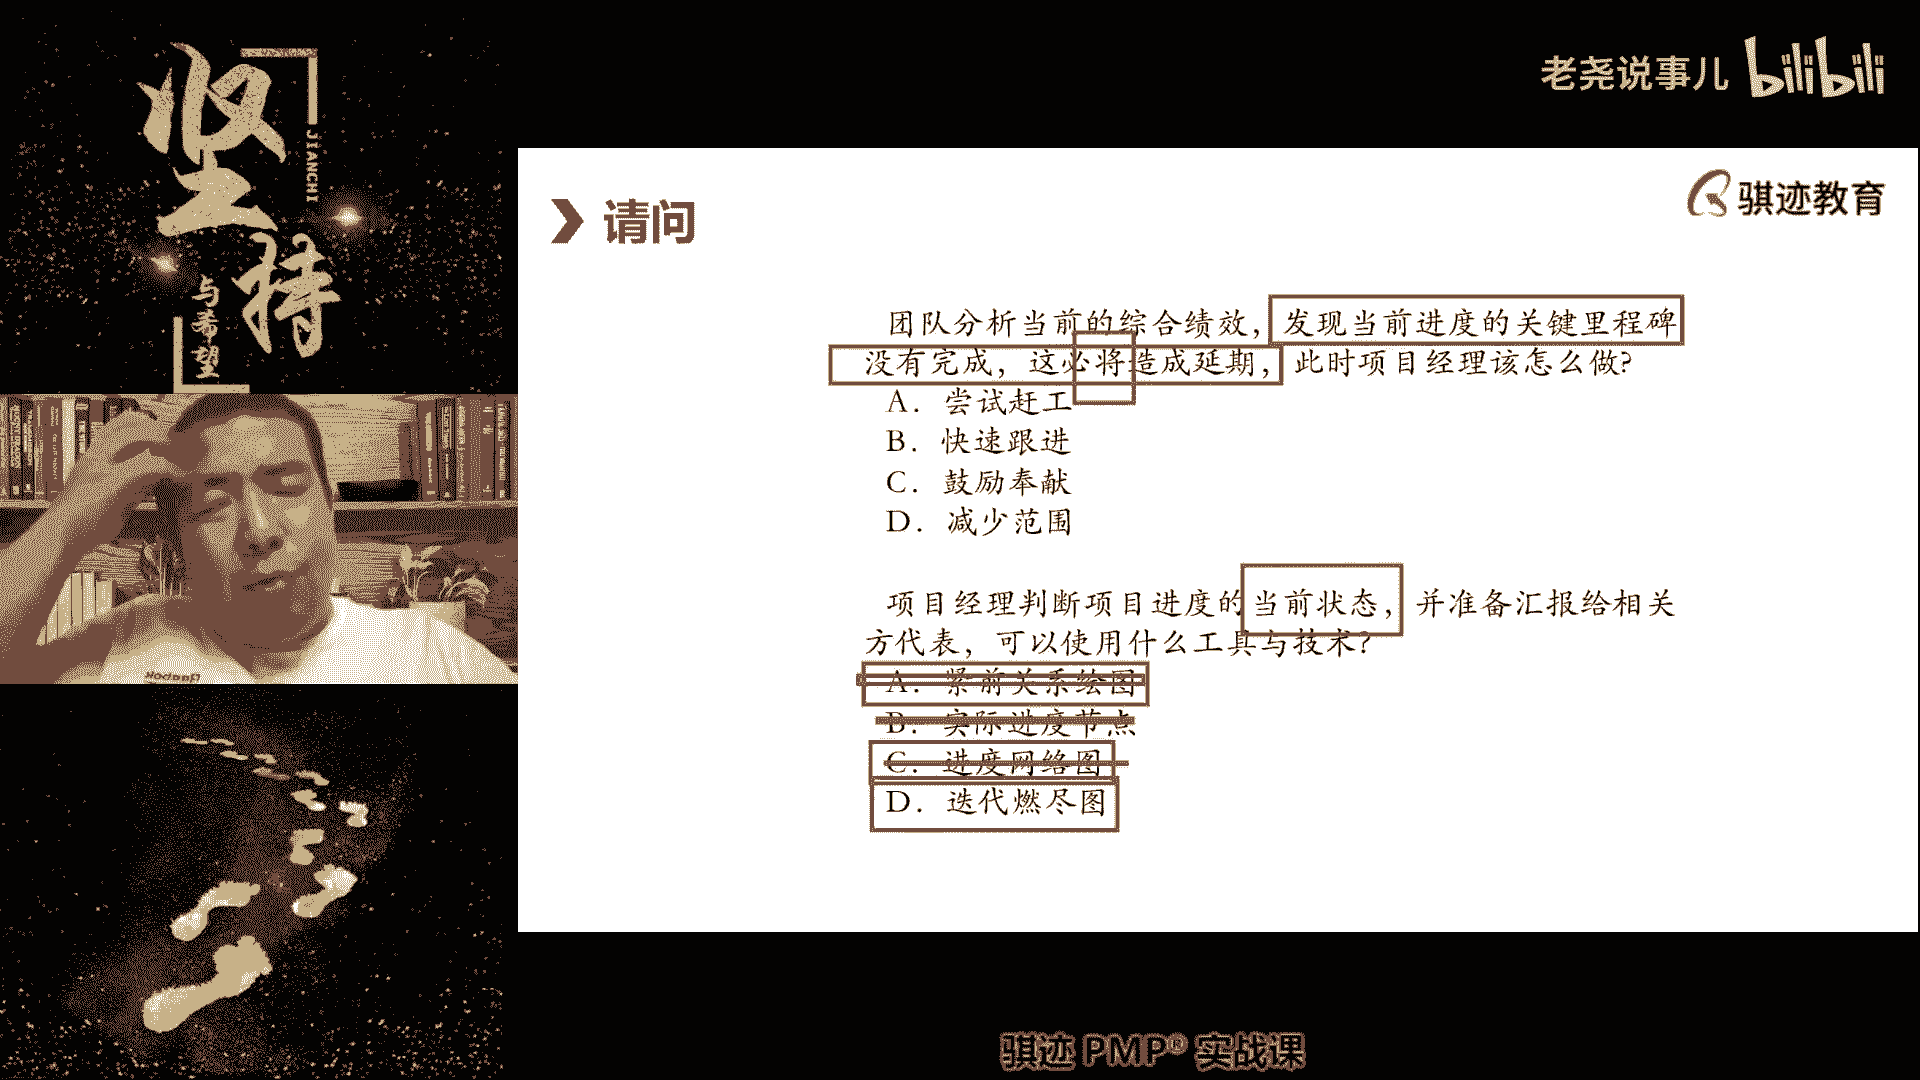 坚持
JIANCHI
与希望
老尧说事儿 bilibili
骐迹教育
请问
团队分析当前的综合绩效，发现当前进度的关键里程碑
没有完成，这必将造成延期，此时项目经理该怎么做？
A．尝试赶工
B．快速跟进
C．鼓励奉献
D．减少范围
项目经理判断项目进度的当前状态，并准备汇报给相关
方代表，可以使用什么工具与技术？
A．紧前关系绘图
B．实际进度节点
C．进度网络图
D．迭代燃尽图
骐迹 PMP® 实战课